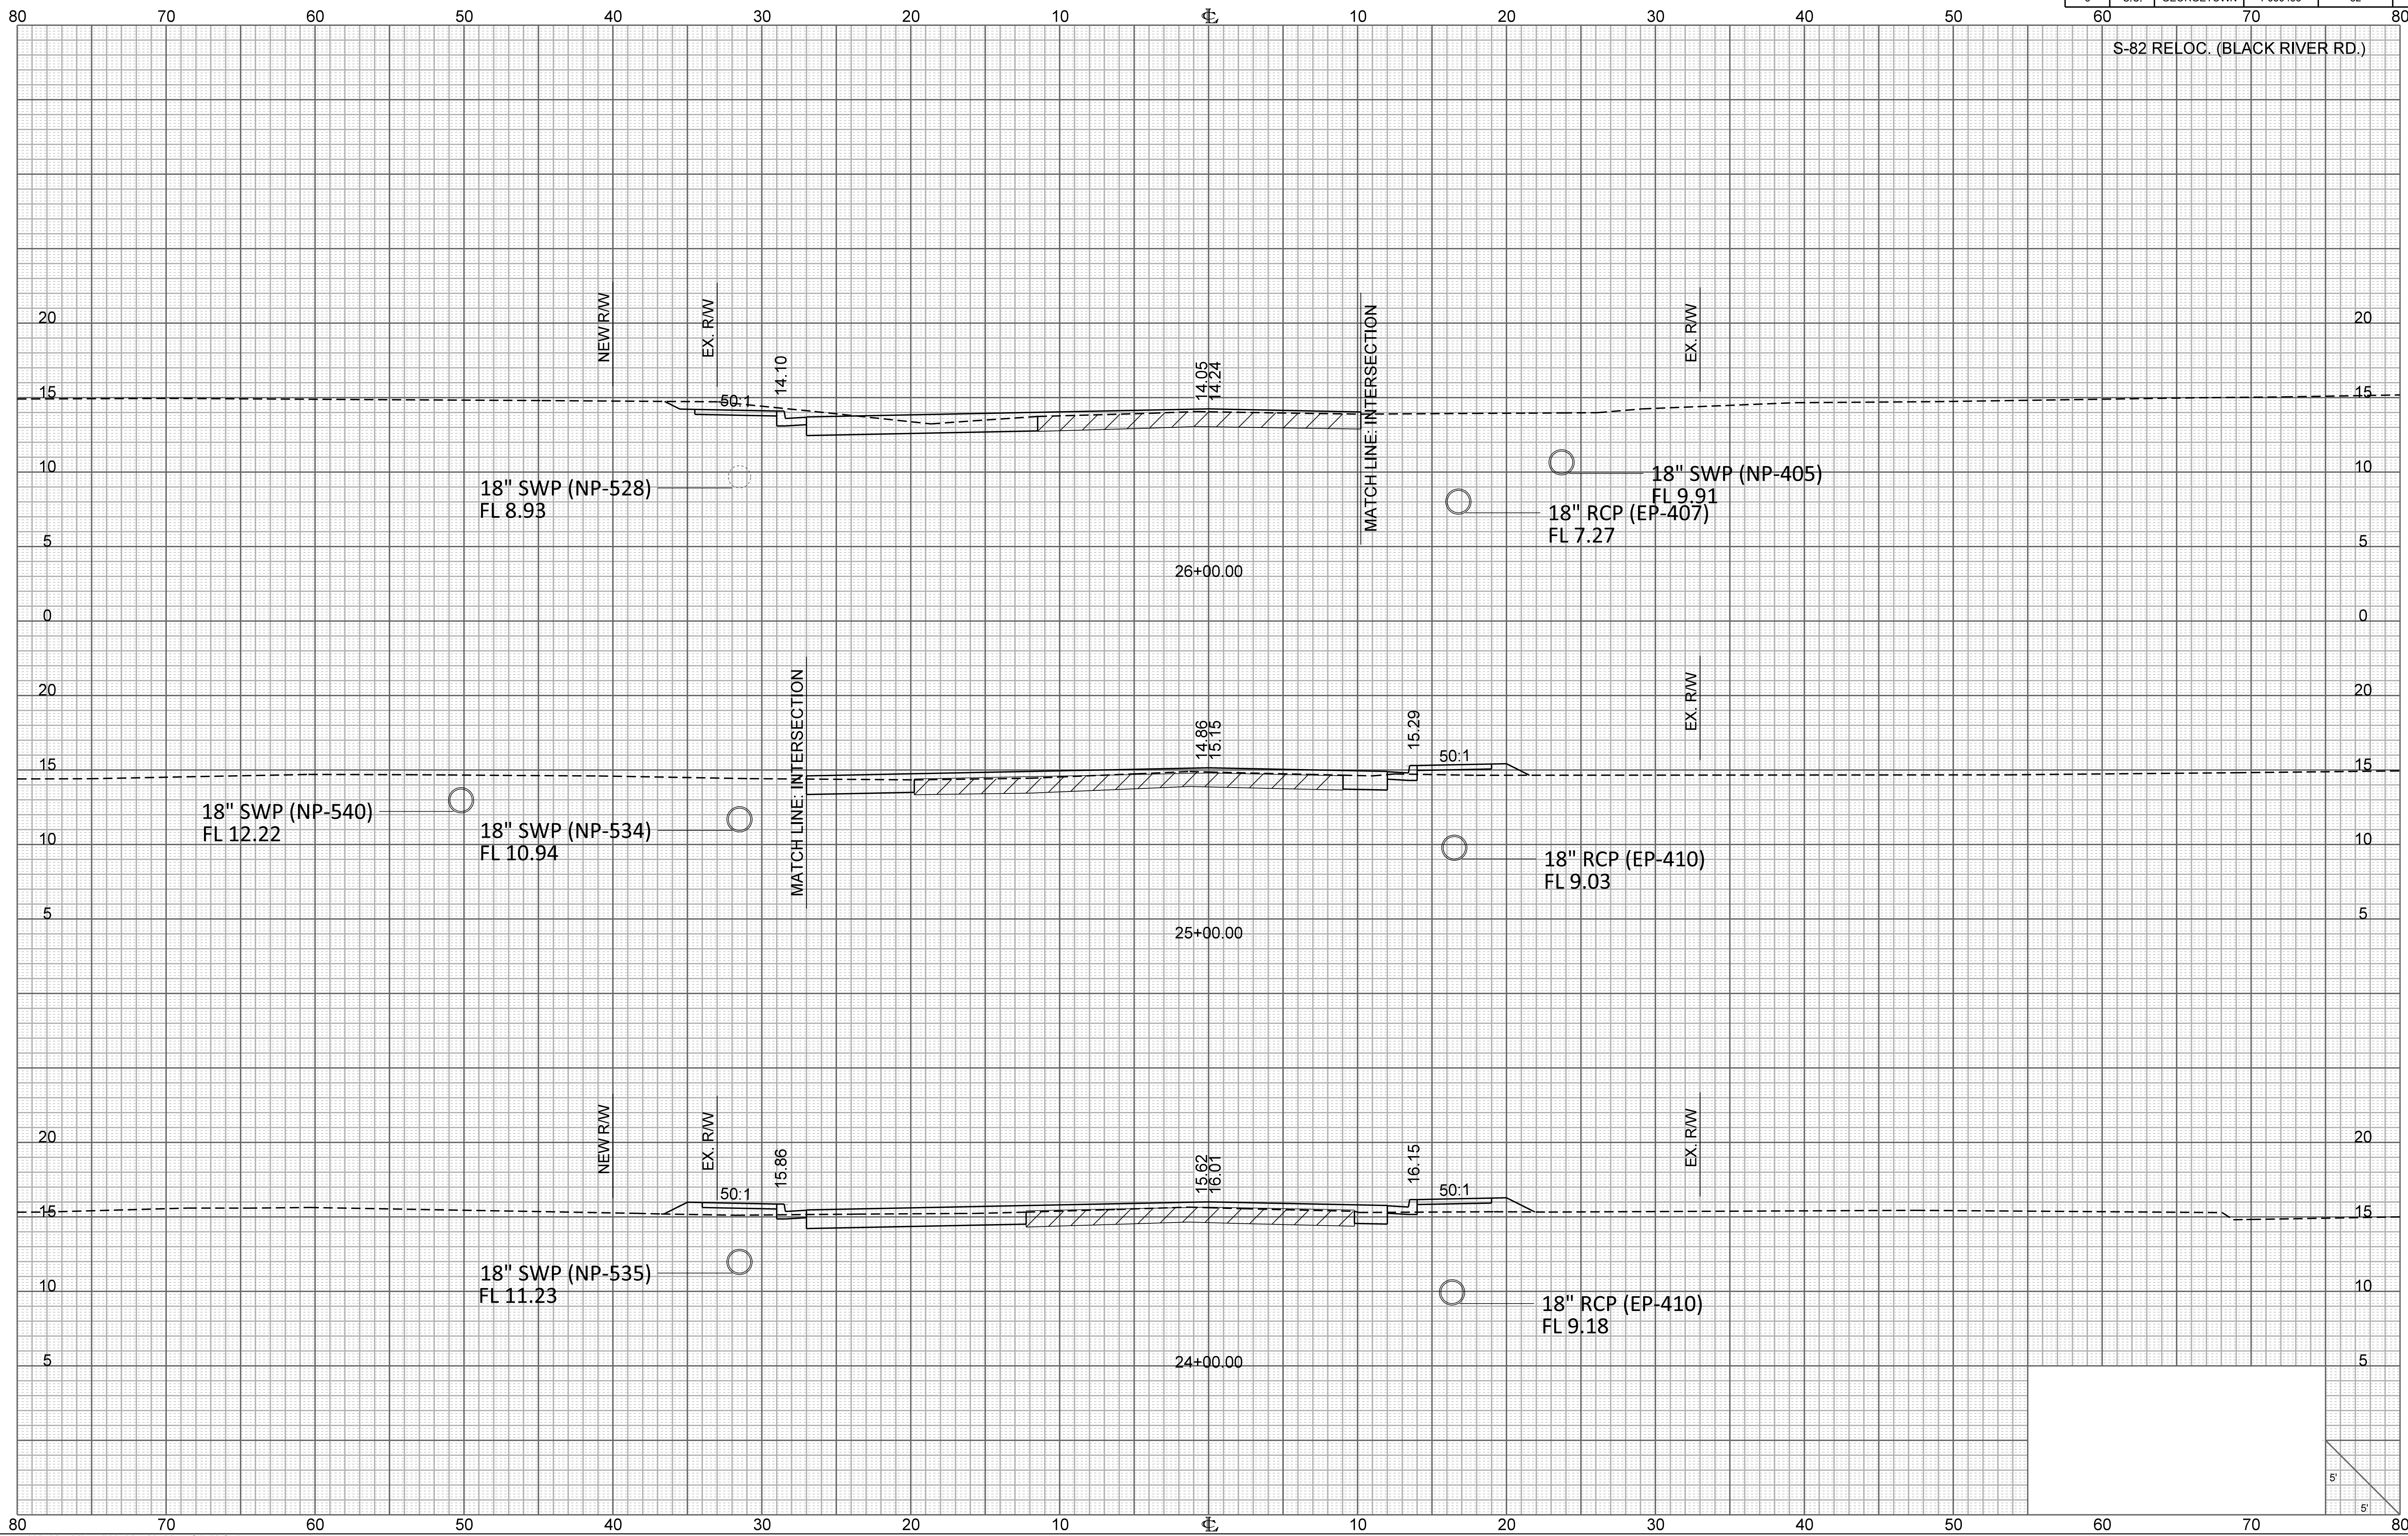 80 70 60 50 40 30 20 10 ℄ 10 20 30 40 50 60 70 80
S-82 RELOC. (BLACK RIVER RD.)
NEW R/W
EX. R/W
14.10
14.05
14.24
MATCH LINE: INTERSECTION
EX. R/W
20 20
15 15
50:1
10 10
18" SWP (NP-528)
FL 8.93
18" SWP (NP-405)
FL 9.91
18" RCP (EP-407)
FL 7.27
5 5
26+00.00
0 0
MATCH LINE: INTERSECTION
EX. R/W
20 20
14.86
15.15
15.29
50:1
15 15
18" SWP (NP-540)
FL 12.22
18" SWP (NP-534)
FL 10.94
10 10
18" RCP (EP-410)
FL 9.03
5 5
25+00.00
NEW R/W
EX. R/W
EX. R/W
20 20
15.86
15.62
16.01
16.15
50:1 50:1
15 15
18" SWP (NP-535)
FL 11.23
10 10
18" RCP (EP-410)
FL 9.18
5 5
24+00.00
5'
5'
80 70 60 50 40 30 20 10 ℄ 10 20 30 40 50 60 70 80